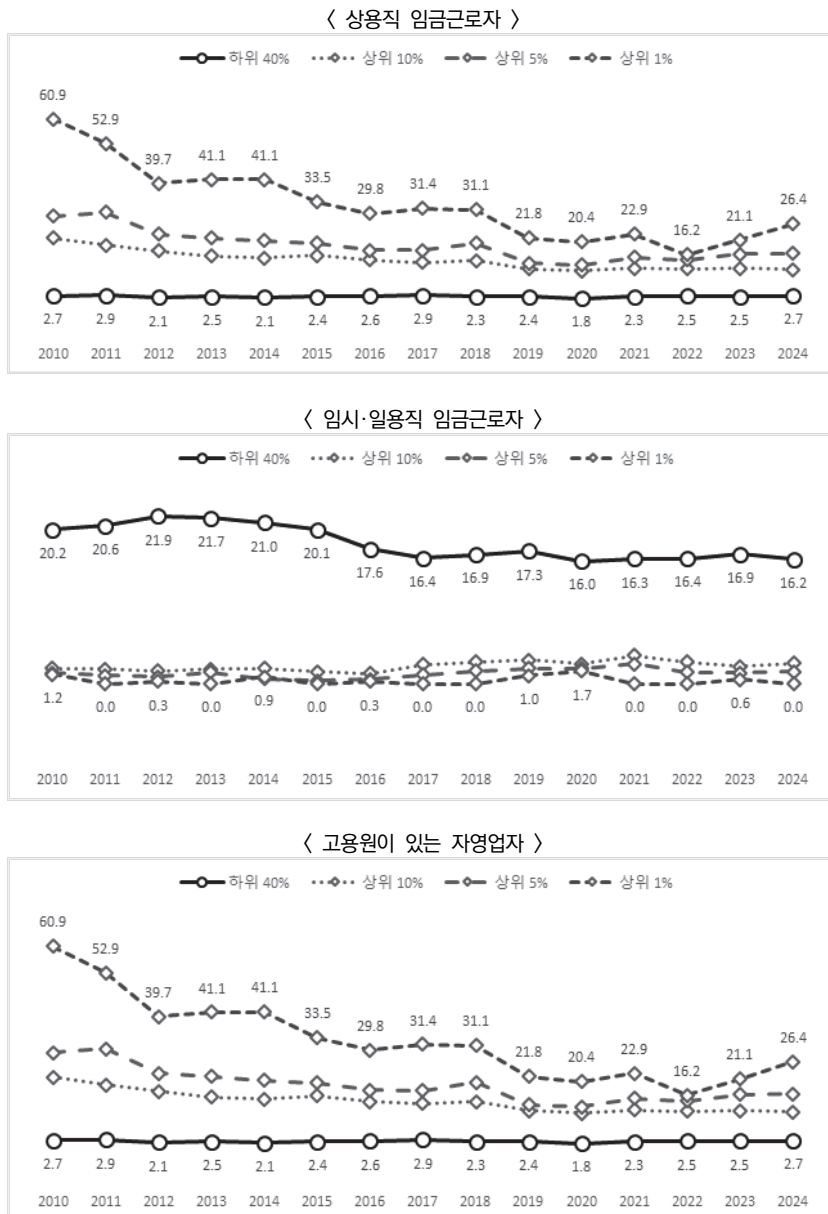 〈 상용직 임금근로자 〉
하위 40% 상위 10% 상위 5% 상위 1%
60.9 52.9 39.7 41.1 41.1 33.5 29.8 31.4 31.1 21.8 20.4 22.9 16.2 21.1 26.4
2.7 2.9 2.1 2.5 2.1 2.4 2.6 2.9 2.3 2.4 1.8 2.3 2.5 2.5 2.7
2010 2011 2012 2013 2014 2015 2016 2017 2018 2019 2020 2021 2022 2023 2024
〈 임시·일용직 임금근로자 〉
하위 40% 상위 10% 상위 5% 상위 1%
20.2 20.6 21.9 21.7 21.0 20.1 17.6 16.4 16.9 17.3 16.0 16.3 16.4 16.9 16.2
1.2 0.0 0.3 0.0 0.9 0.0 0.3 0.0 0.0 1.0 1.7 0.0 0.0 0.6 0.0
2010 2011 2012 2013 2014 2015 2016 2017 2018 2019 2020 2021 2022 2023 2024
〈 고용원이 있는 자영업자 〉
하위 40% 상위 10% 상위 5% 상위 1%
60.9 52.9 39.7 41.1 41.1 33.5 29.8 31.4 31.1 21.8 20.4 22.9 16.2 21.1 26.4
2.7 2.9 2.1 2.5 2.1 2.4 2.6 2.9 2.3 2.4 1.8 2.3 2.5 2.5 2.7
2010 2011 2012 2013 2014 2015 2016 2017 2018 2019 2020 2021 2022 2023 2024